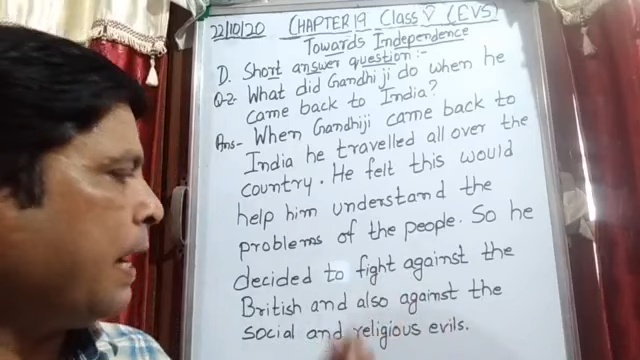 22/10/20 CHAPTER 19 Class V (EVS)
Towards Independence
D. Short answer question :-
Q-2. What did Gandhi ji do when he
came back to India?
Ans- When Gandhiji came back to
India he travelled all over the
country. He felt this would
help him understand the
problems of the people. So he
decided to fight against the
British and also against the
social and religious evils.